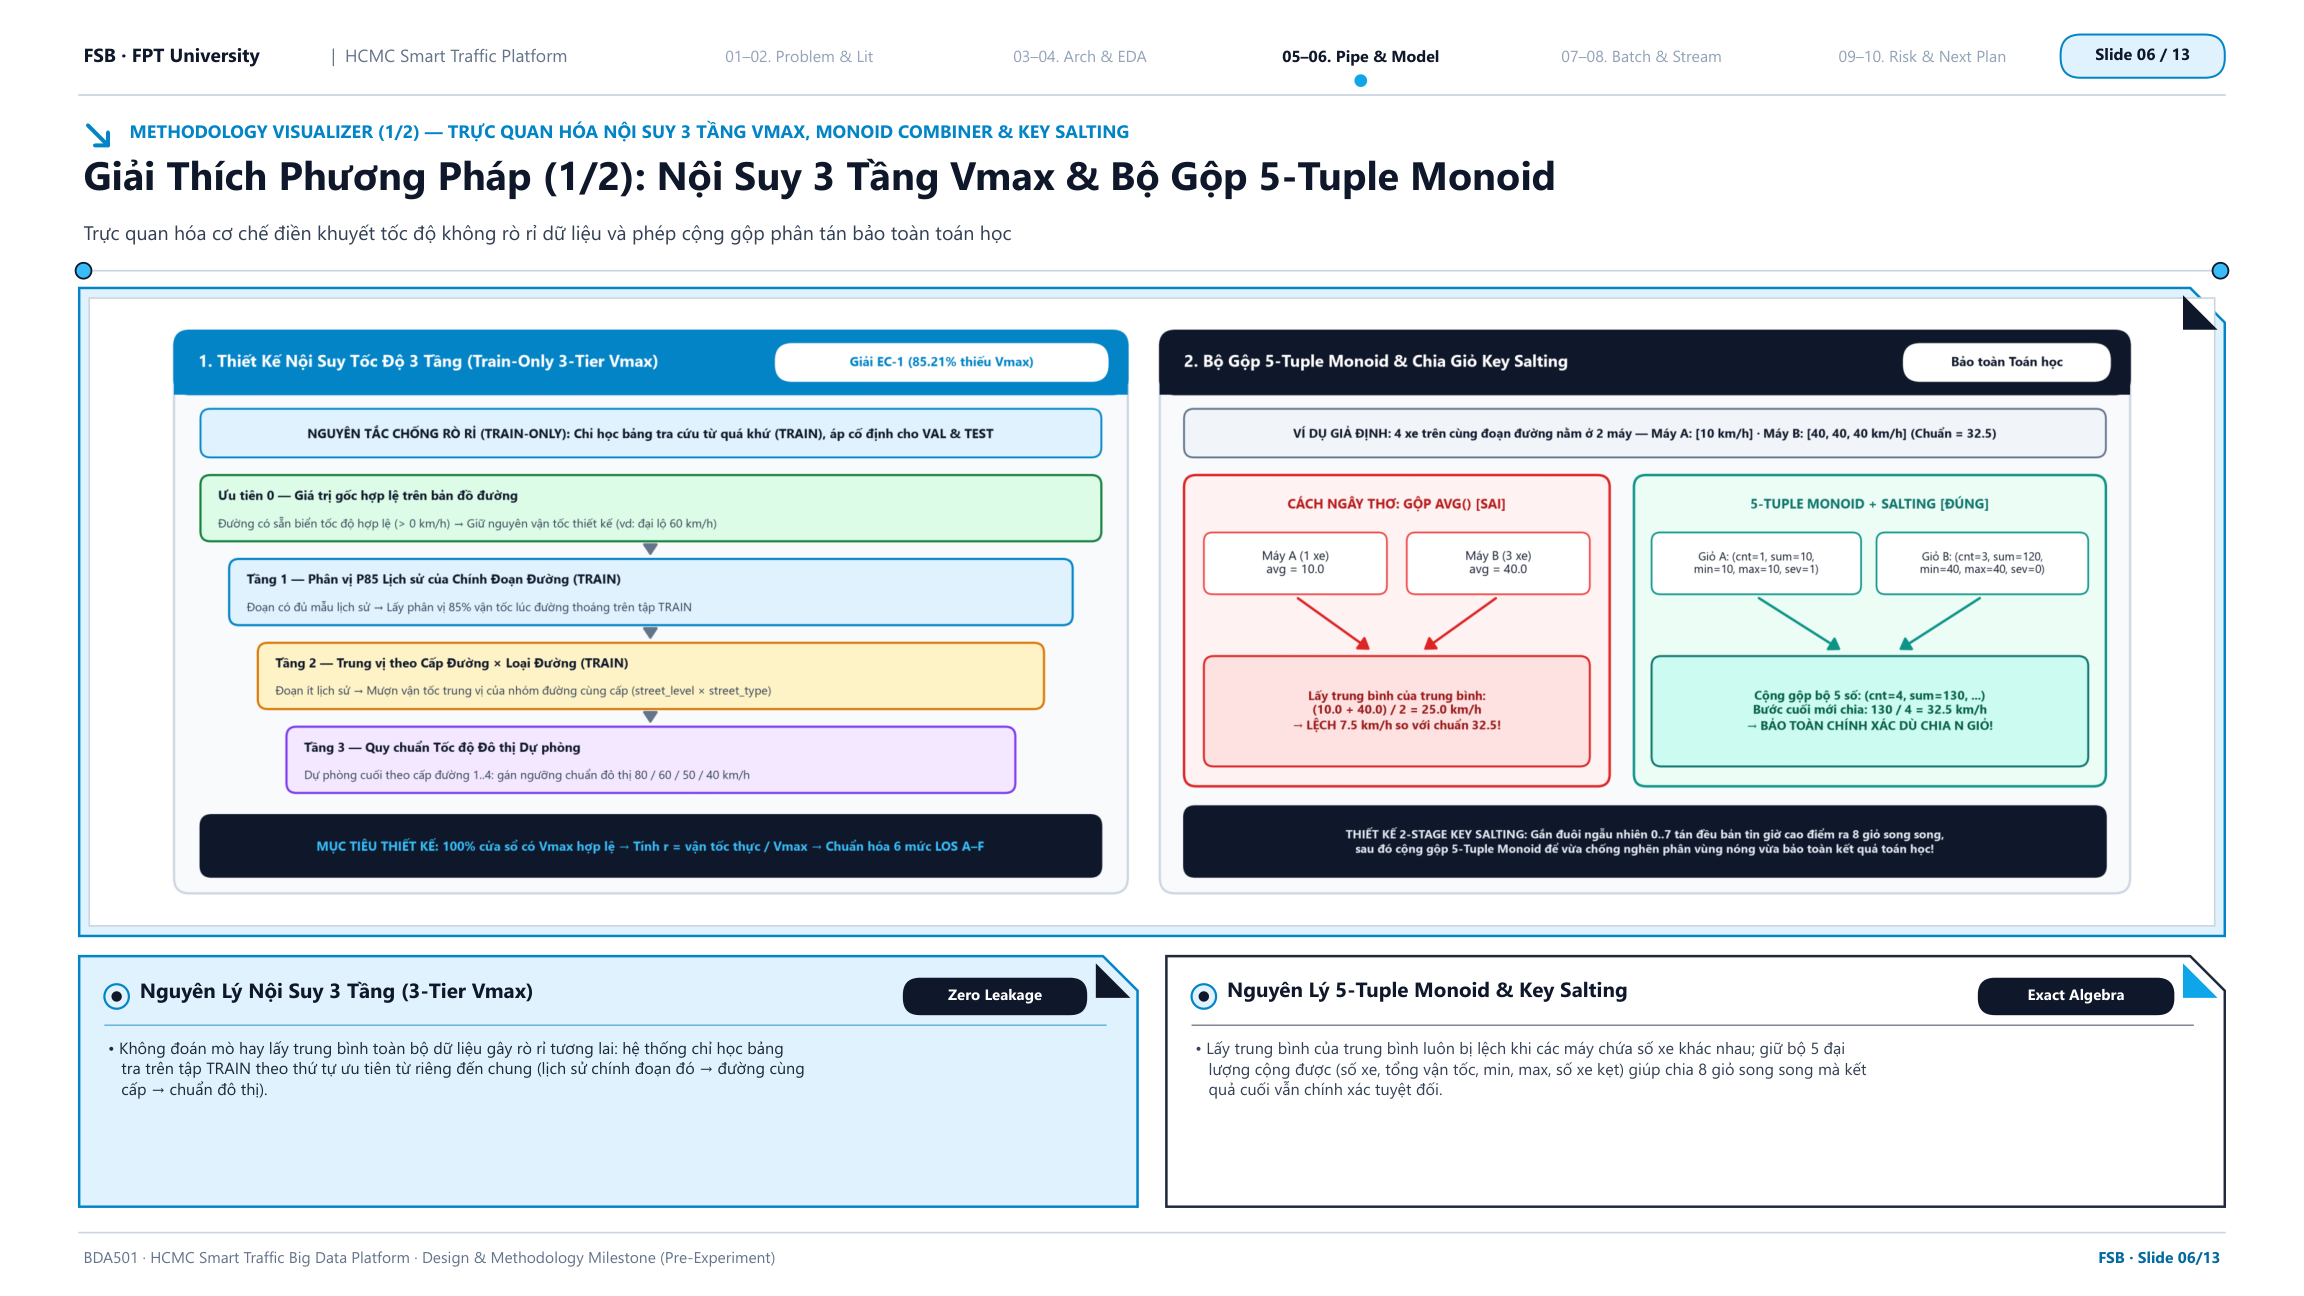 FSB · FPT University | HCMC Smart Traffic Platform 01–02. Problem & Lit 03–04. Arch & EDA 05–06. Pipe & Model 07–08. Batch & Stream 09–10. Risk & Next Plan Slide 06 / 13
METHODOLOGY VISUALIZER (1/2) — TRỰC QUAN HÓA NỘI SUY 3 TẦNG VMAX, MONOID COMBINER & KEY SALTING
Giải Thích Phương Pháp (1/2): Nội Suy 3 Tầng Vmax & Bộ Gộp 5-Tuple Monoid
Trực quan hóa cơ chế điền khuyết tốc độ không rò rỉ dữ liệu và phép cộng gộp phân tán bảo toàn toán học
1. Thiết Kế Nội Suy Tốc Độ 3 Tầng (Train-Only 3-Tier Vmax)
Giải EC-1 (85.21% thiếu Vmax)
NGUYÊN TẮC CHỐNG RÒ RỈ (TRAIN-ONLY): Chỉ học bảng tra cứu từ quá khứ (TRAIN), áp cố định cho VAL & TEST
Ưu tiên 0 — Giá trị gốc hợp lệ trên bản đồ đường
Đường có sẵn biển tốc độ hợp lệ (> 0 km/h) → Giữ nguyên vận tốc thiết kế (vd: đại lộ 60 km/h)
Tầng 1 — Phân vị P85 Lịch sử của Chính Đoạn Đường (TRAIN)
Đoạn có đủ mẫu lịch sử → Lấy phân vị 85% vận tốc lúc đường thoáng trên tập TRAIN
Tầng 2 — Trung vị theo Cấp Đường × Loại Đường (TRAIN)
Đoạn ít lịch sử → Mượn vận tốc trung vị của nhóm đường cùng cấp (street_level × street_type)
Tầng 3 — Quy chuẩn Tốc độ Đô thị Dự phòng
Dự phòng cuối theo cấp đường 1..4: gán ngưỡng chuẩn đô thị 80 / 60 / 50 / 40 km/h
MỤC TIÊU THIẾT KẾ: 100% cửa sổ có Vmax hợp lệ → Tính r = vận tốc thực / Vmax → Chuẩn hóa 6 mức LOS A–F
2. Bộ Gộp 5-Tuple Monoid & Chia Giỏ Key Salting
Bảo toàn Toán học
VÍ DỤ GIẢ ĐỊNH: 4 xe trên cùng đoạn đường nằm ở 2 máy — Máy A: [10 km/h] · Máy B: [40, 40, 40 km/h] (Chuẩn = 32.5)
CÁCH NGÂY THƠ: GỘP AVG() [SAI]
Máy A (1 xe)
avg = 10.0
Máy B (3 xe)
avg = 40.0
Lấy trung bình của trung bình:
(10.0 + 40.0) / 2 = 25.0 km/h
→ LỆCH 7.5 km/h so với chuẩn 32.5!
5-TUPLE MONOID + SALTING [ĐÚNG]
Giỏ A: (cnt=1, sum=10,
min=10, max=10, sev=1)
Giỏ B: (cnt=3, sum=120,
min=40, max=40, sev=0)
Cộng gộp bộ 5 số: (cnt=4, sum=130, ...)
Bước cuối mới chia: 130 / 4 = 32.5 km/h
→ BẢO TOÀN CHÍNH XÁC DÙ CHIA N GIỎ!
THIẾT KẾ 2-STAGE KEY SALTING: Gắn đuôi ngẫu nhiên 0..7 tán đều bản tin giờ cao điểm ra 8 giỏ song song,
sau đó cộng gộp 5-Tuple Monoid để vừa chống nghẽn phân vùng nóng vừa bảo toàn kết quả toán học!
Nguyên Lý Nội Suy 3 Tầng (3-Tier Vmax)
Zero Leakage
• Không đoán mò hay lấy trung bình toàn bộ dữ liệu gây rò rỉ tương lai: hệ thống chỉ học bảng
tra trên tập TRAIN theo thứ tự ưu tiên từ riêng đến chung (lịch sử chính đoạn đó → đường cùng
cấp → chuẩn đô thị).
Nguyên Lý 5-Tuple Monoid & Key Salting
Exact Algebra
• Lấy trung bình của trung bình luôn bị lệch khi các máy chứa số xe khác nhau; giữ bộ 5 đại
lượng cộng được (số xe, tổng vận tốc, min, max, số xe kẹt) giúp chia 8 giỏ song song mà kết
quả cuối vẫn chính xác tuyệt đối.
BDA501 · HCMC Smart Traffic Big Data Platform · Design & Methodology Milestone (Pre-Experiment)
FSB · Slide 06/13